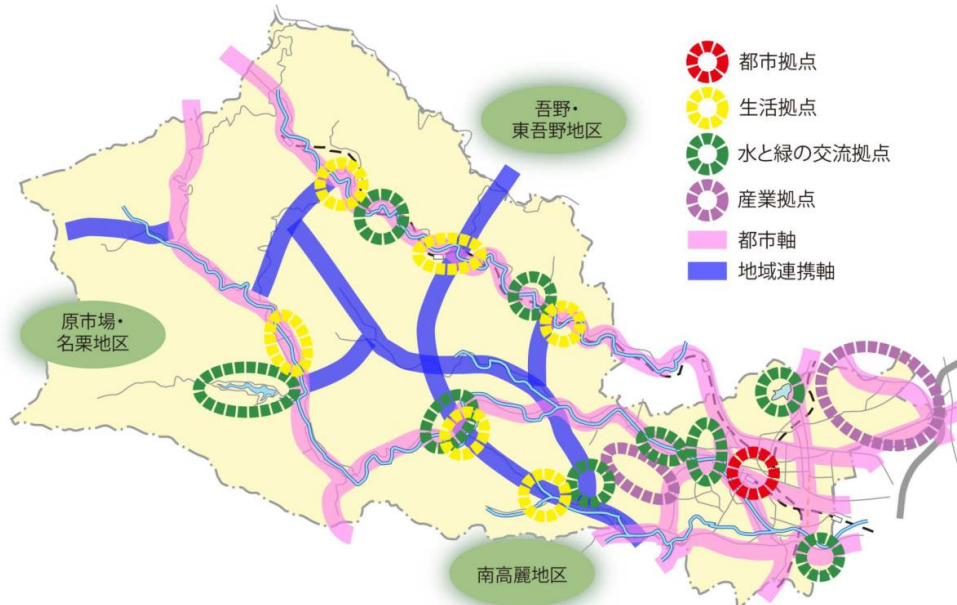 吾野・
東吾野地区
都市拠点
生活拠点
水と緑の交流拠点
産業拠点
都市軸
地域連携軸
原市場・
名栗地区
南高麗地区